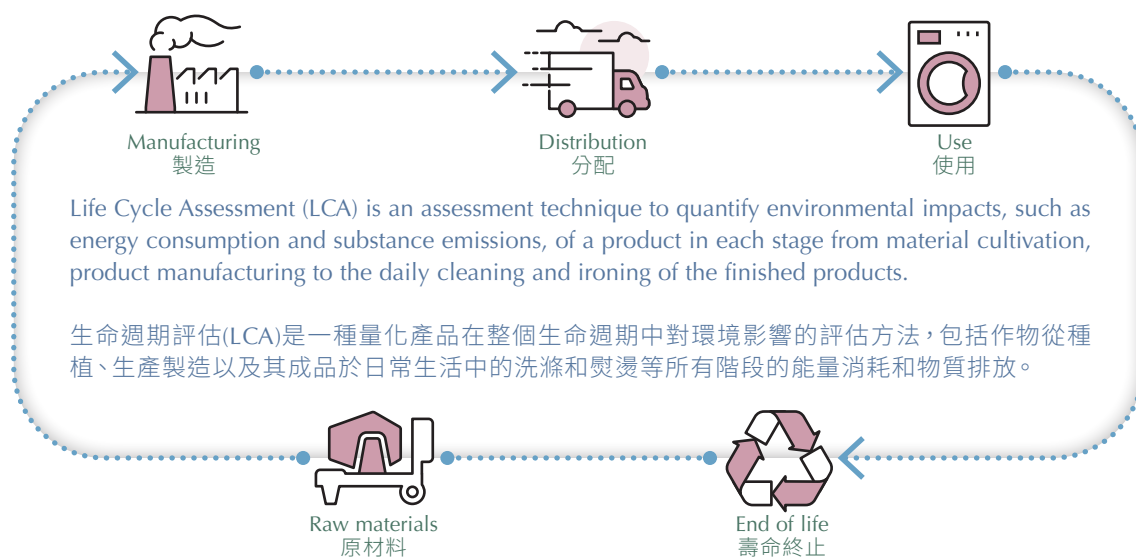 Manufacturing
製造
Distribution
分配
Use
使用
Life Cycle Assessment (LCA) is an assessment technique to quantify environmental impacts, such as
energy consumption and substance emissions, of a product in each stage from material cultivation,
product manufacturing to the daily cleaning and ironing of the finished products.
生命週期評估(LCA)是一種量化產品在整個生命週期中對環境影響的評估方法，包括作物從種
植、生產製造以及其成品於日常生活中的洗滌和熨燙等所有階段的能量消耗和物質排放。
Raw materials
原材料
End of life
壽命終止